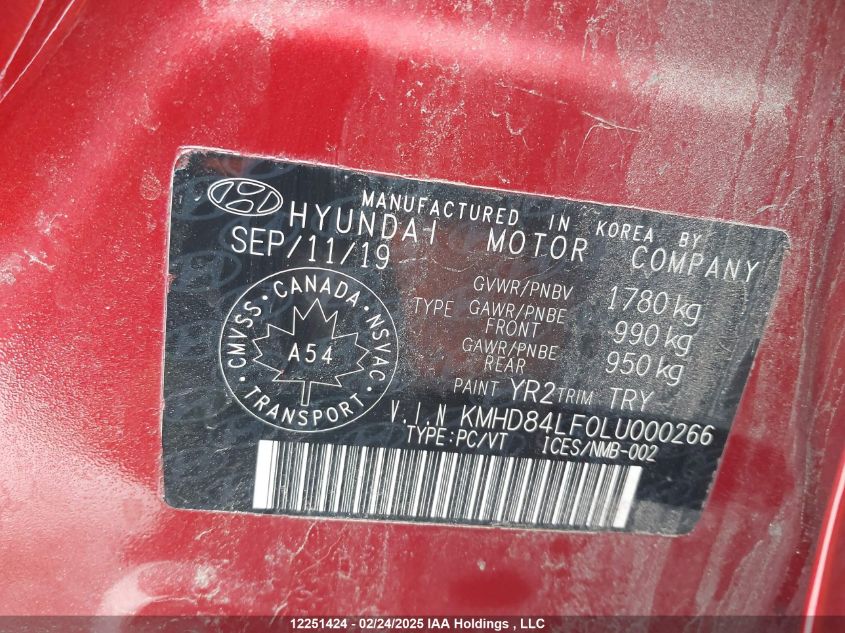 MANUFACTURED IN KOREA BY
HYUNDAI MOTOR COMPANY
SEP/11/19
GVWR/PNBV 1780 kg
TYPE GAWR/PNBE FRONT 990 kg
GAWR/PNBE REAR 950 kg
PAINT YR2 TRIM TRY
V.I.N KMHD84LF0LU000266
TYPE:PC/VT ICES/NMB-002
CMVSS · CANADA · NSVAC · TRANSPORT ·
A54
12251424 - 02/24/2025 IAA Holdings , LLC